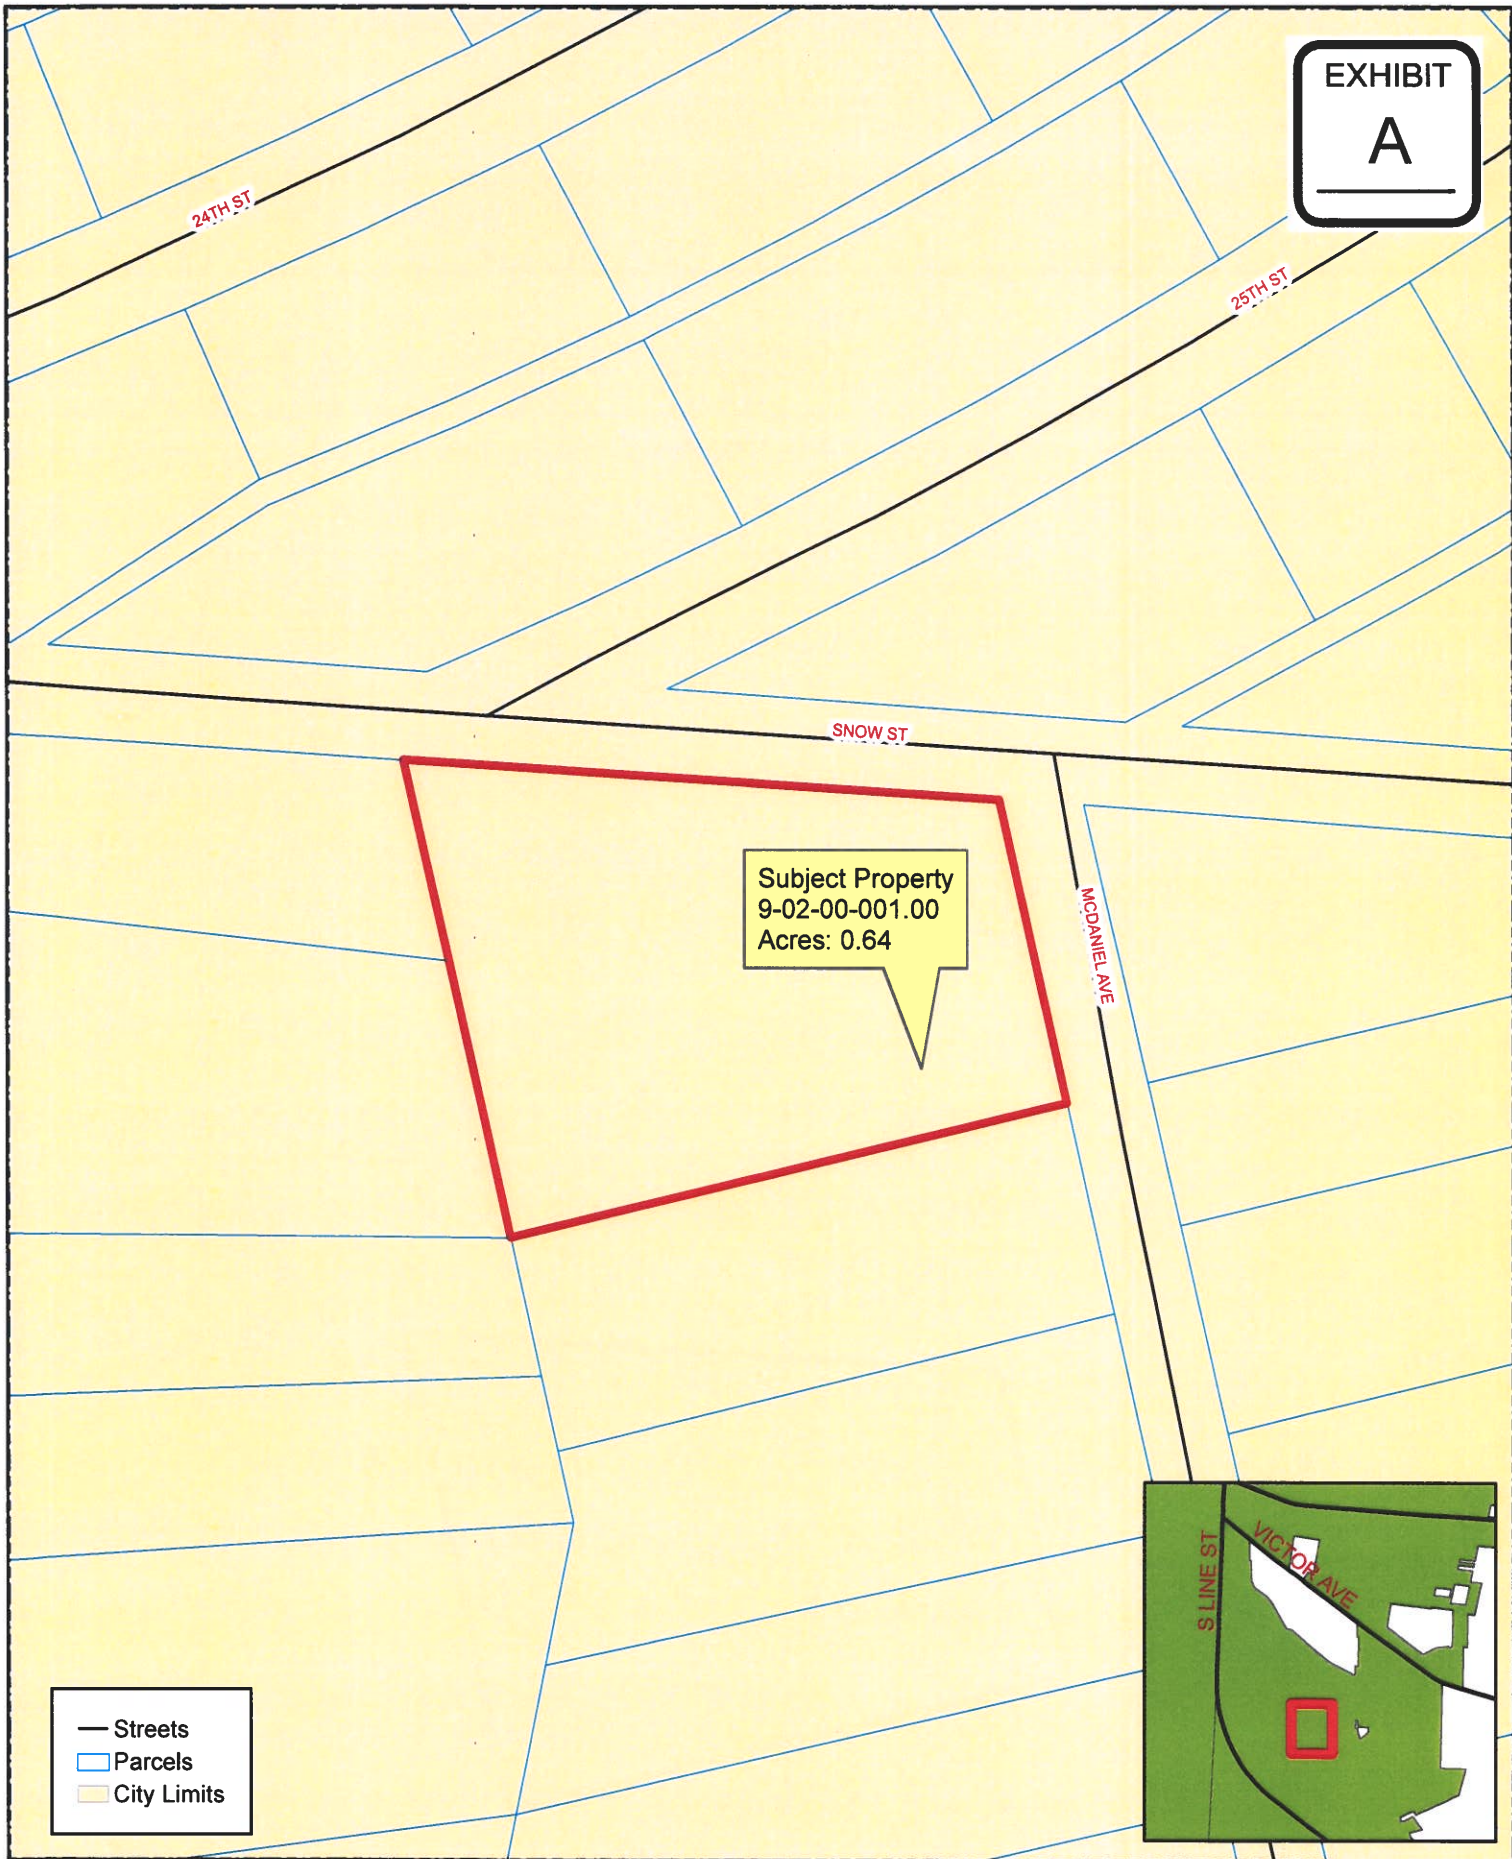 EXHIBIT
A
24TH ST
25TH ST
SNOW ST
Subject Property
9-02-00-001.00
Acres: 0.64
MCDANIEL AVE
S LINE ST
VICTOR AVE
Streets
Parcels
City Limits